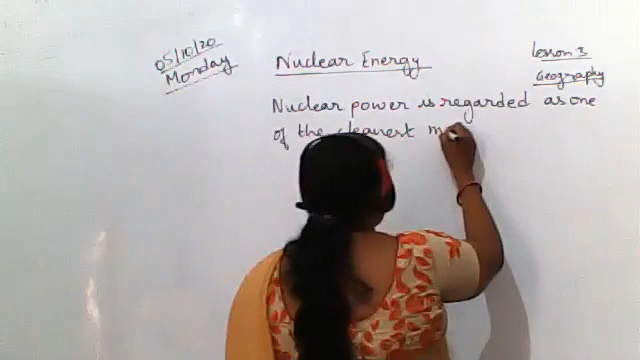 05/10/20
Monday
Nuclear Energy
Lesson 3
Geography
Nuclear power is regarded as one
of the cleanest m